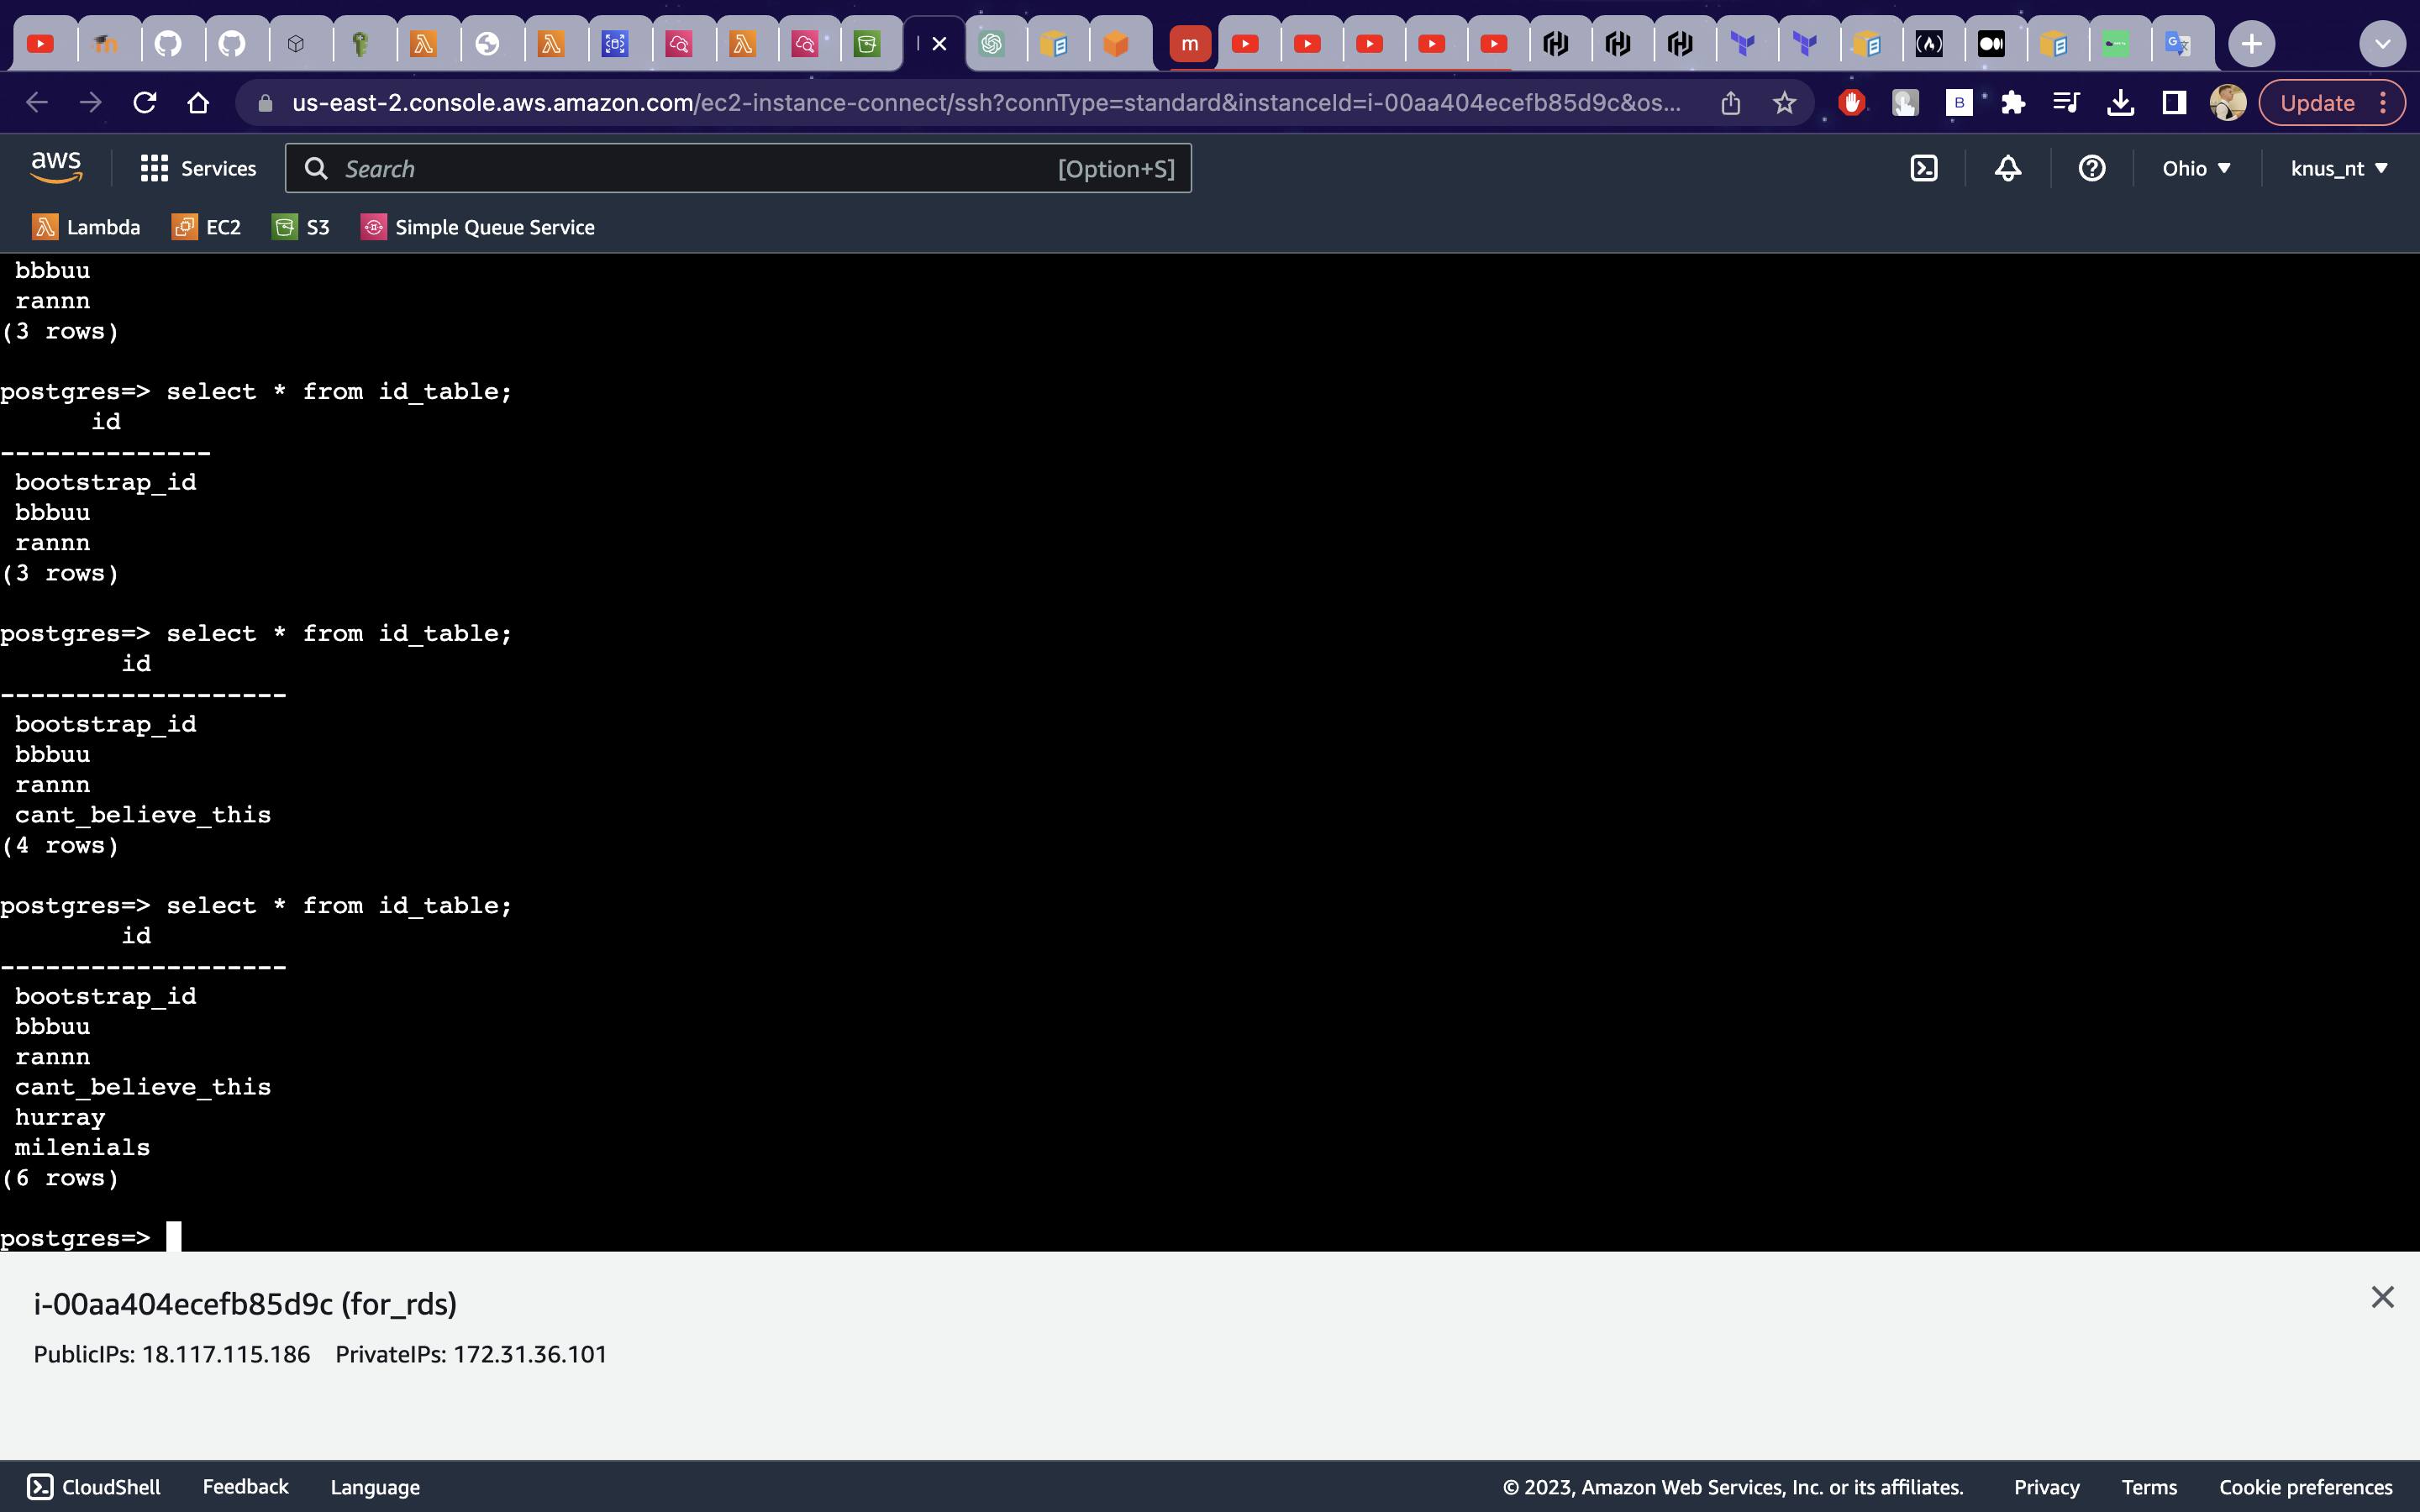 m
us-east-2.console.aws.amazon.com/ec2-instance-connect/ssh?connType=standard&instanceId=i-00aa404ecefb85d9c&os...
B
Update
aws
Services
Search
[Option+S]
Ohio
knus_nt
Lambda
EC2
S3
Simple Queue Service
bbbuu
rannn
(3 rows)
postgres=> select * from id_table;
id
--------------
bootstrap_id
bbbuu
rannn
(3 rows)
postgres=> select * from id_table;
id
-------------------
bootstrap_id
bbbuu
rannn
cant_believe_this
(4 rows)
postgres=> select * from id_table;
id
-------------------
bootstrap_id
bbbuu
rannn
cant_believe_this
hurray
milenials
(6 rows)
postgres=>
i-00aa404ecefb85d9c (for_rds)
PublicIPs: 18.117.115.186 PrivateIPs: 172.31.36.101
CloudShell Feedback Language © 2023, Amazon Web Services, Inc. or its affiliates. Privacy Terms Cookie preferences